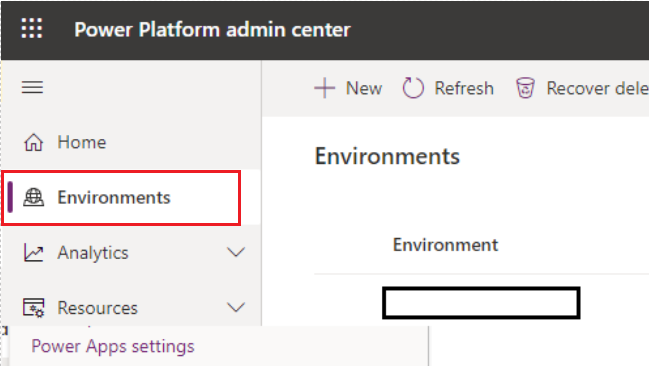 Power Platform admin center
New Refresh Recover dele
Home
Environments
Analytics
Resources
Power Apps settings
Environments
Environment